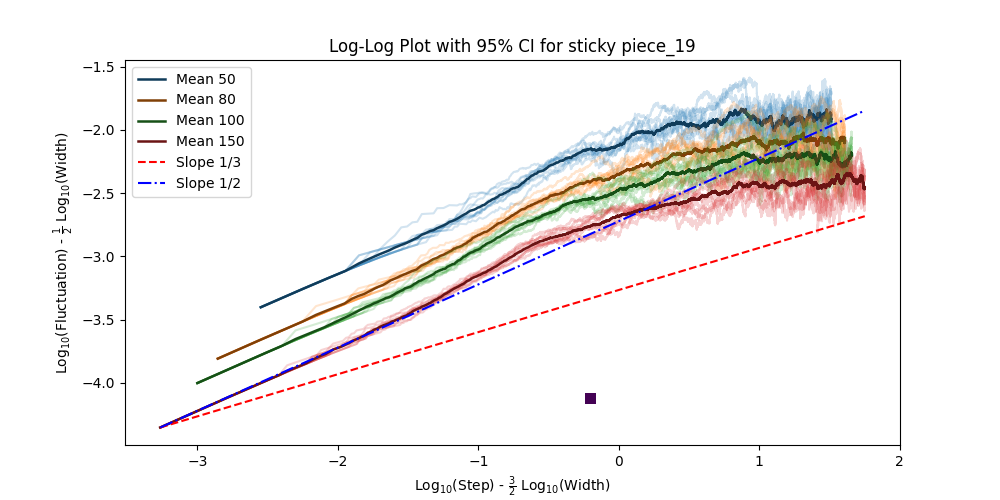 Log-Log Plot with 95% CI for sticky piece_19
Mean 50
Mean 80
Mean 100
Mean 150
Slope 1/3
Slope 1/2
−1.5
−2.0
−2.5
−3.0
−3.5
−4.0
Log₁₀(Fluctuation) - 1/2 Log₁₀(Width)
−3 −2 −1 0 1 2
Log₁₀(Step) - 3/2 Log₁₀(Width)